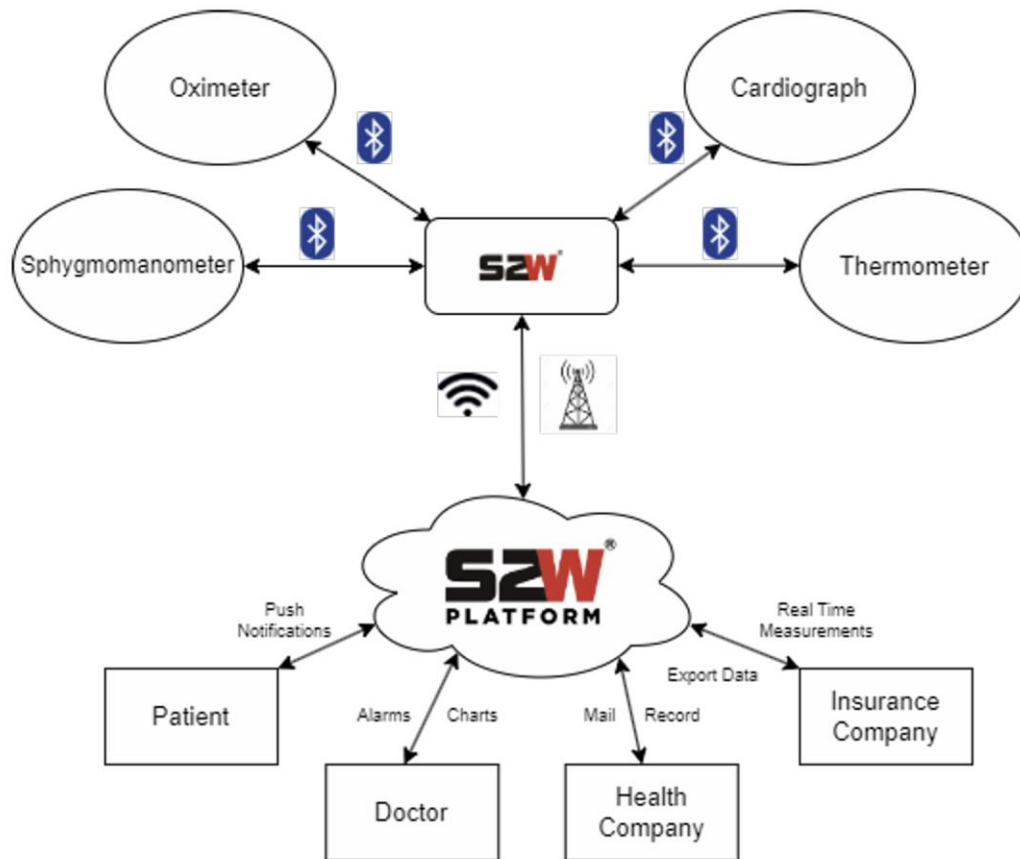 Oximeter
Cardiograph
Sphygmomanometer
S2W®
Thermometer
S2W®
PLATFORM
Push
Notifications
Real Time
Measurements
Export Data
Patient
Alarms
Charts
Mail
Record
Insurance
Company
Doctor
Health
Company